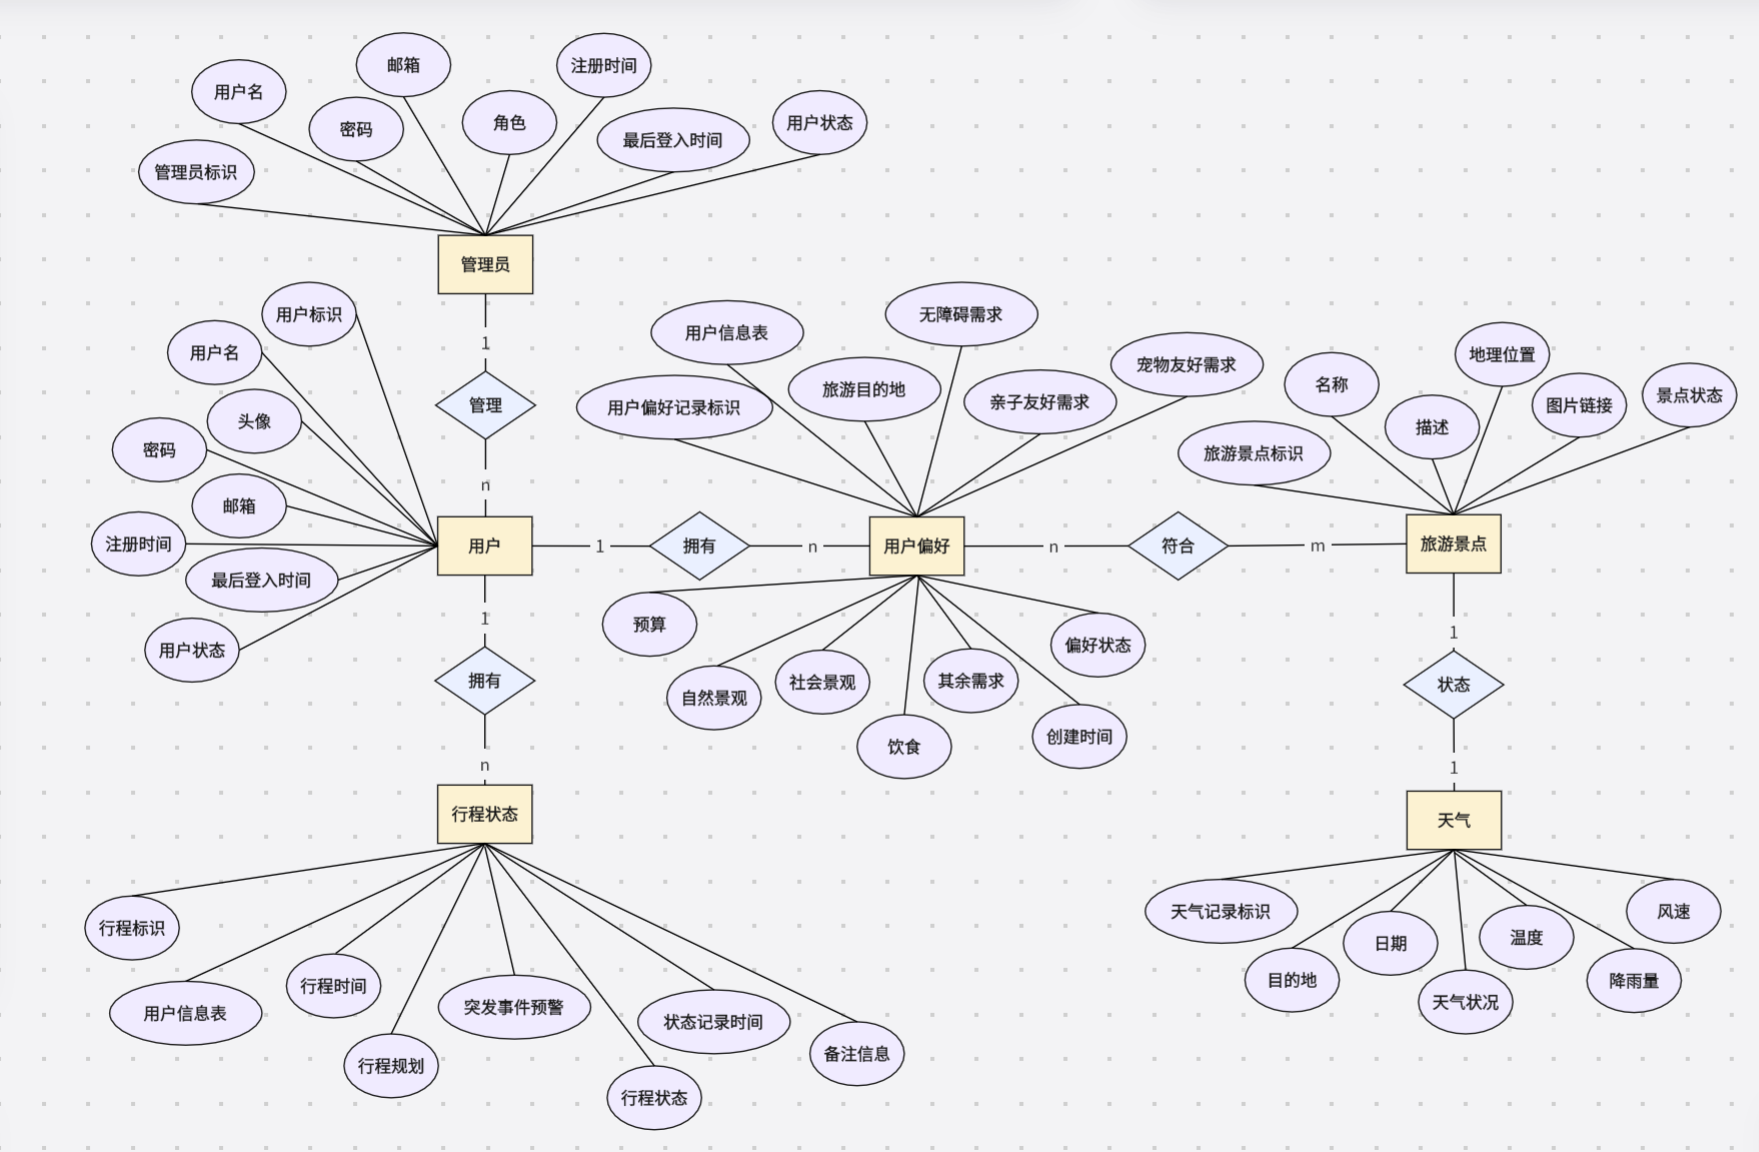 邮箱
注册时间
用户名
密码
角色
用户状态
最后登入时间
管理员标识
管理员
1
管理
n
用户标识
用户名
头像
密码
邮箱
注册时间
最后登入时间
用户状态
用户
1
拥有
n
用户信息表
无障碍需求
宠物友好需求
用户偏好记录标识
旅游目的地
亲子友好需求
用户偏好
n
符合
m
名称
地理位置
图片链接
景点状态
描述
旅游景点标识
旅游景点
1
拥有
n
预算
自然景观
社会景观
饮食
其余需求
创建时间
偏好状态
1
状态
1
行程状态
行程标识
用户信息表
行程时间
行程规划
突发事件预警
行程状态
状态记录时间
备注信息
天气
天气记录标识
目的地
日期
天气状况
温度
降雨量
风速